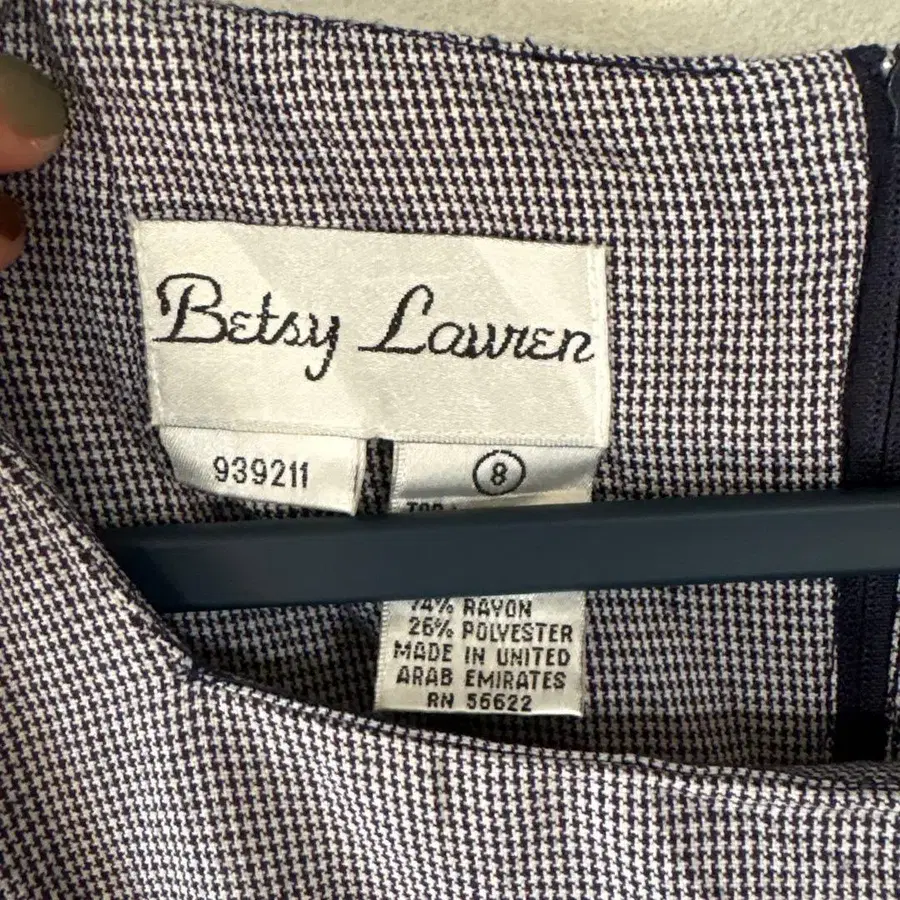 Betsy Lauren
939211
8
74% RAYON
26% POLYESTER
MADE IN UNITED
ARAB EMIRATES
RN 56622